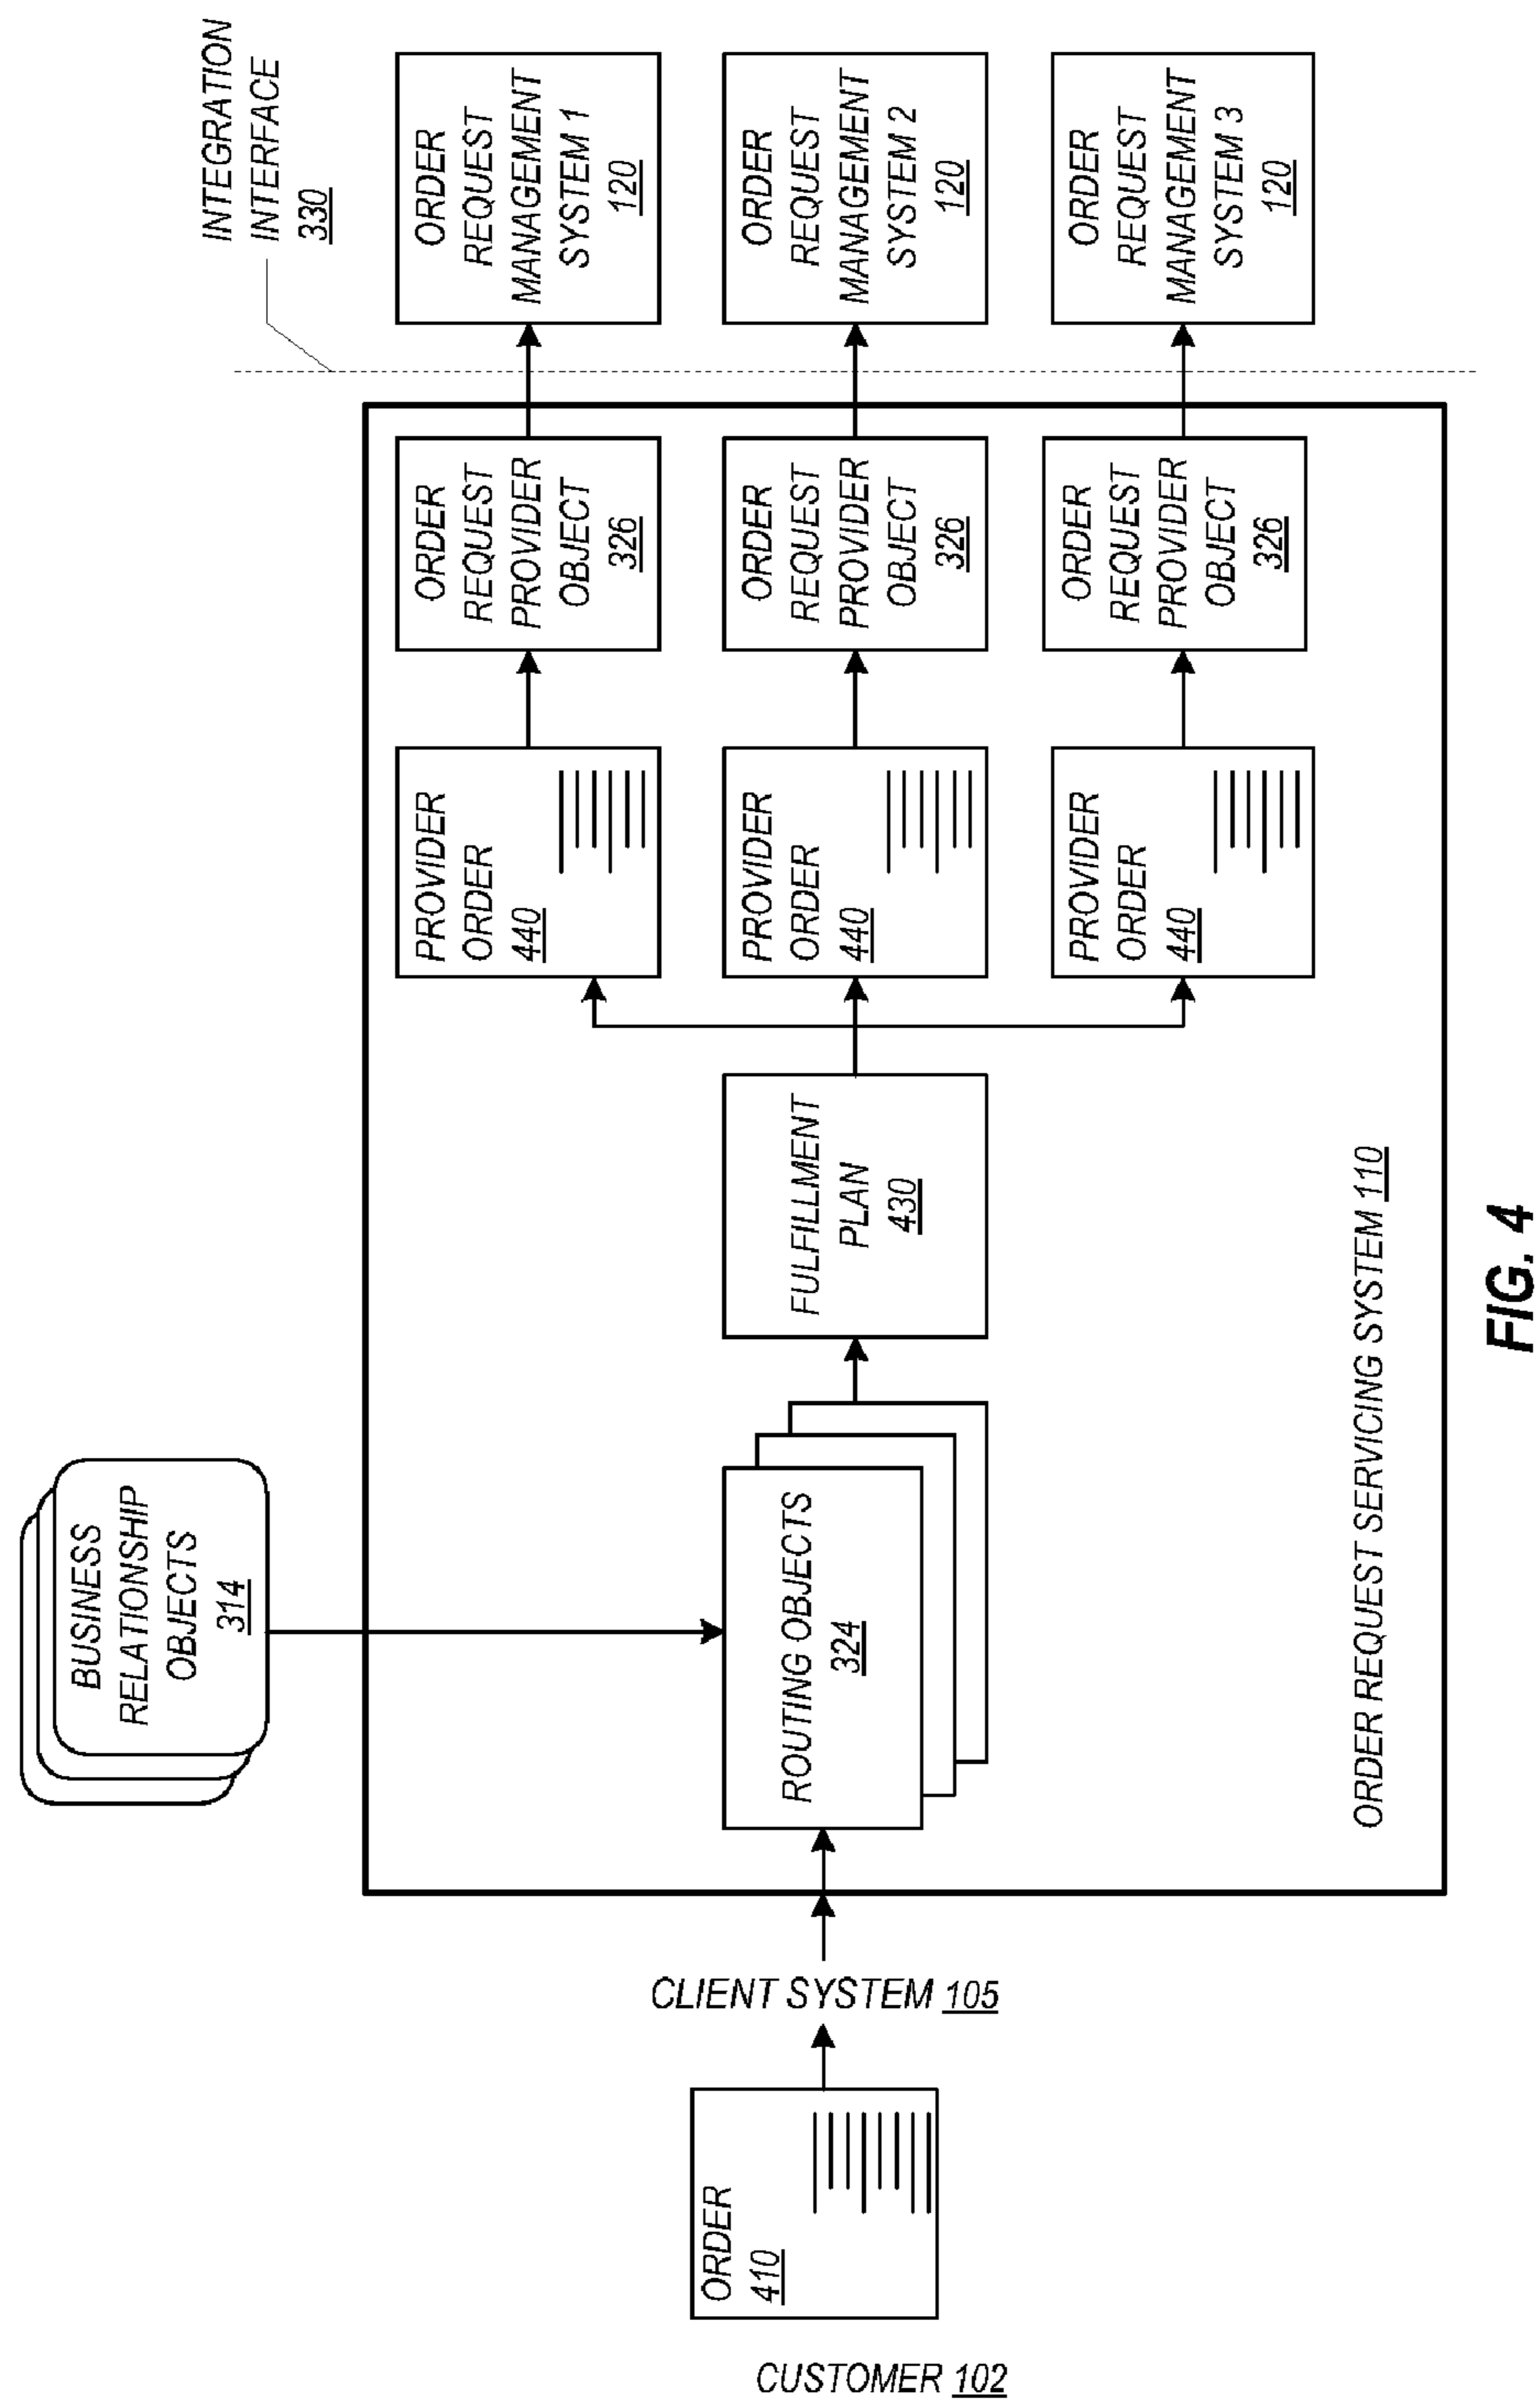 INTEGRATION
INTERFACE
330
BUSINESS
RELATIONSHIP
OBJECTS
314
ORDER
REQUEST
MANAGEMENT
SYSTEM 1
120
ORDER
REQUEST
PROVIDER
OBJECT
326
PROVIDER
ORDER
440
CUSTOMER 102
ORDER
410
CLIENT SYSTEM 105
ROUTING OBJECTS
324
FULFILLMENT
PLAN
430
PROVIDER
ORDER
440
ORDER
REQUEST
PROVIDER
OBJECT
326
ORDER
REQUEST
MANAGEMENT
SYSTEM 2
120
PROVIDER
ORDER
440
ORDER
REQUEST
PROVIDER
OBJECT
326
ORDER
REQUEST
MANAGEMENT
SYSTEM 3
120
ORDER REQUEST SERVICING SYSTEM 110
FIG. 4